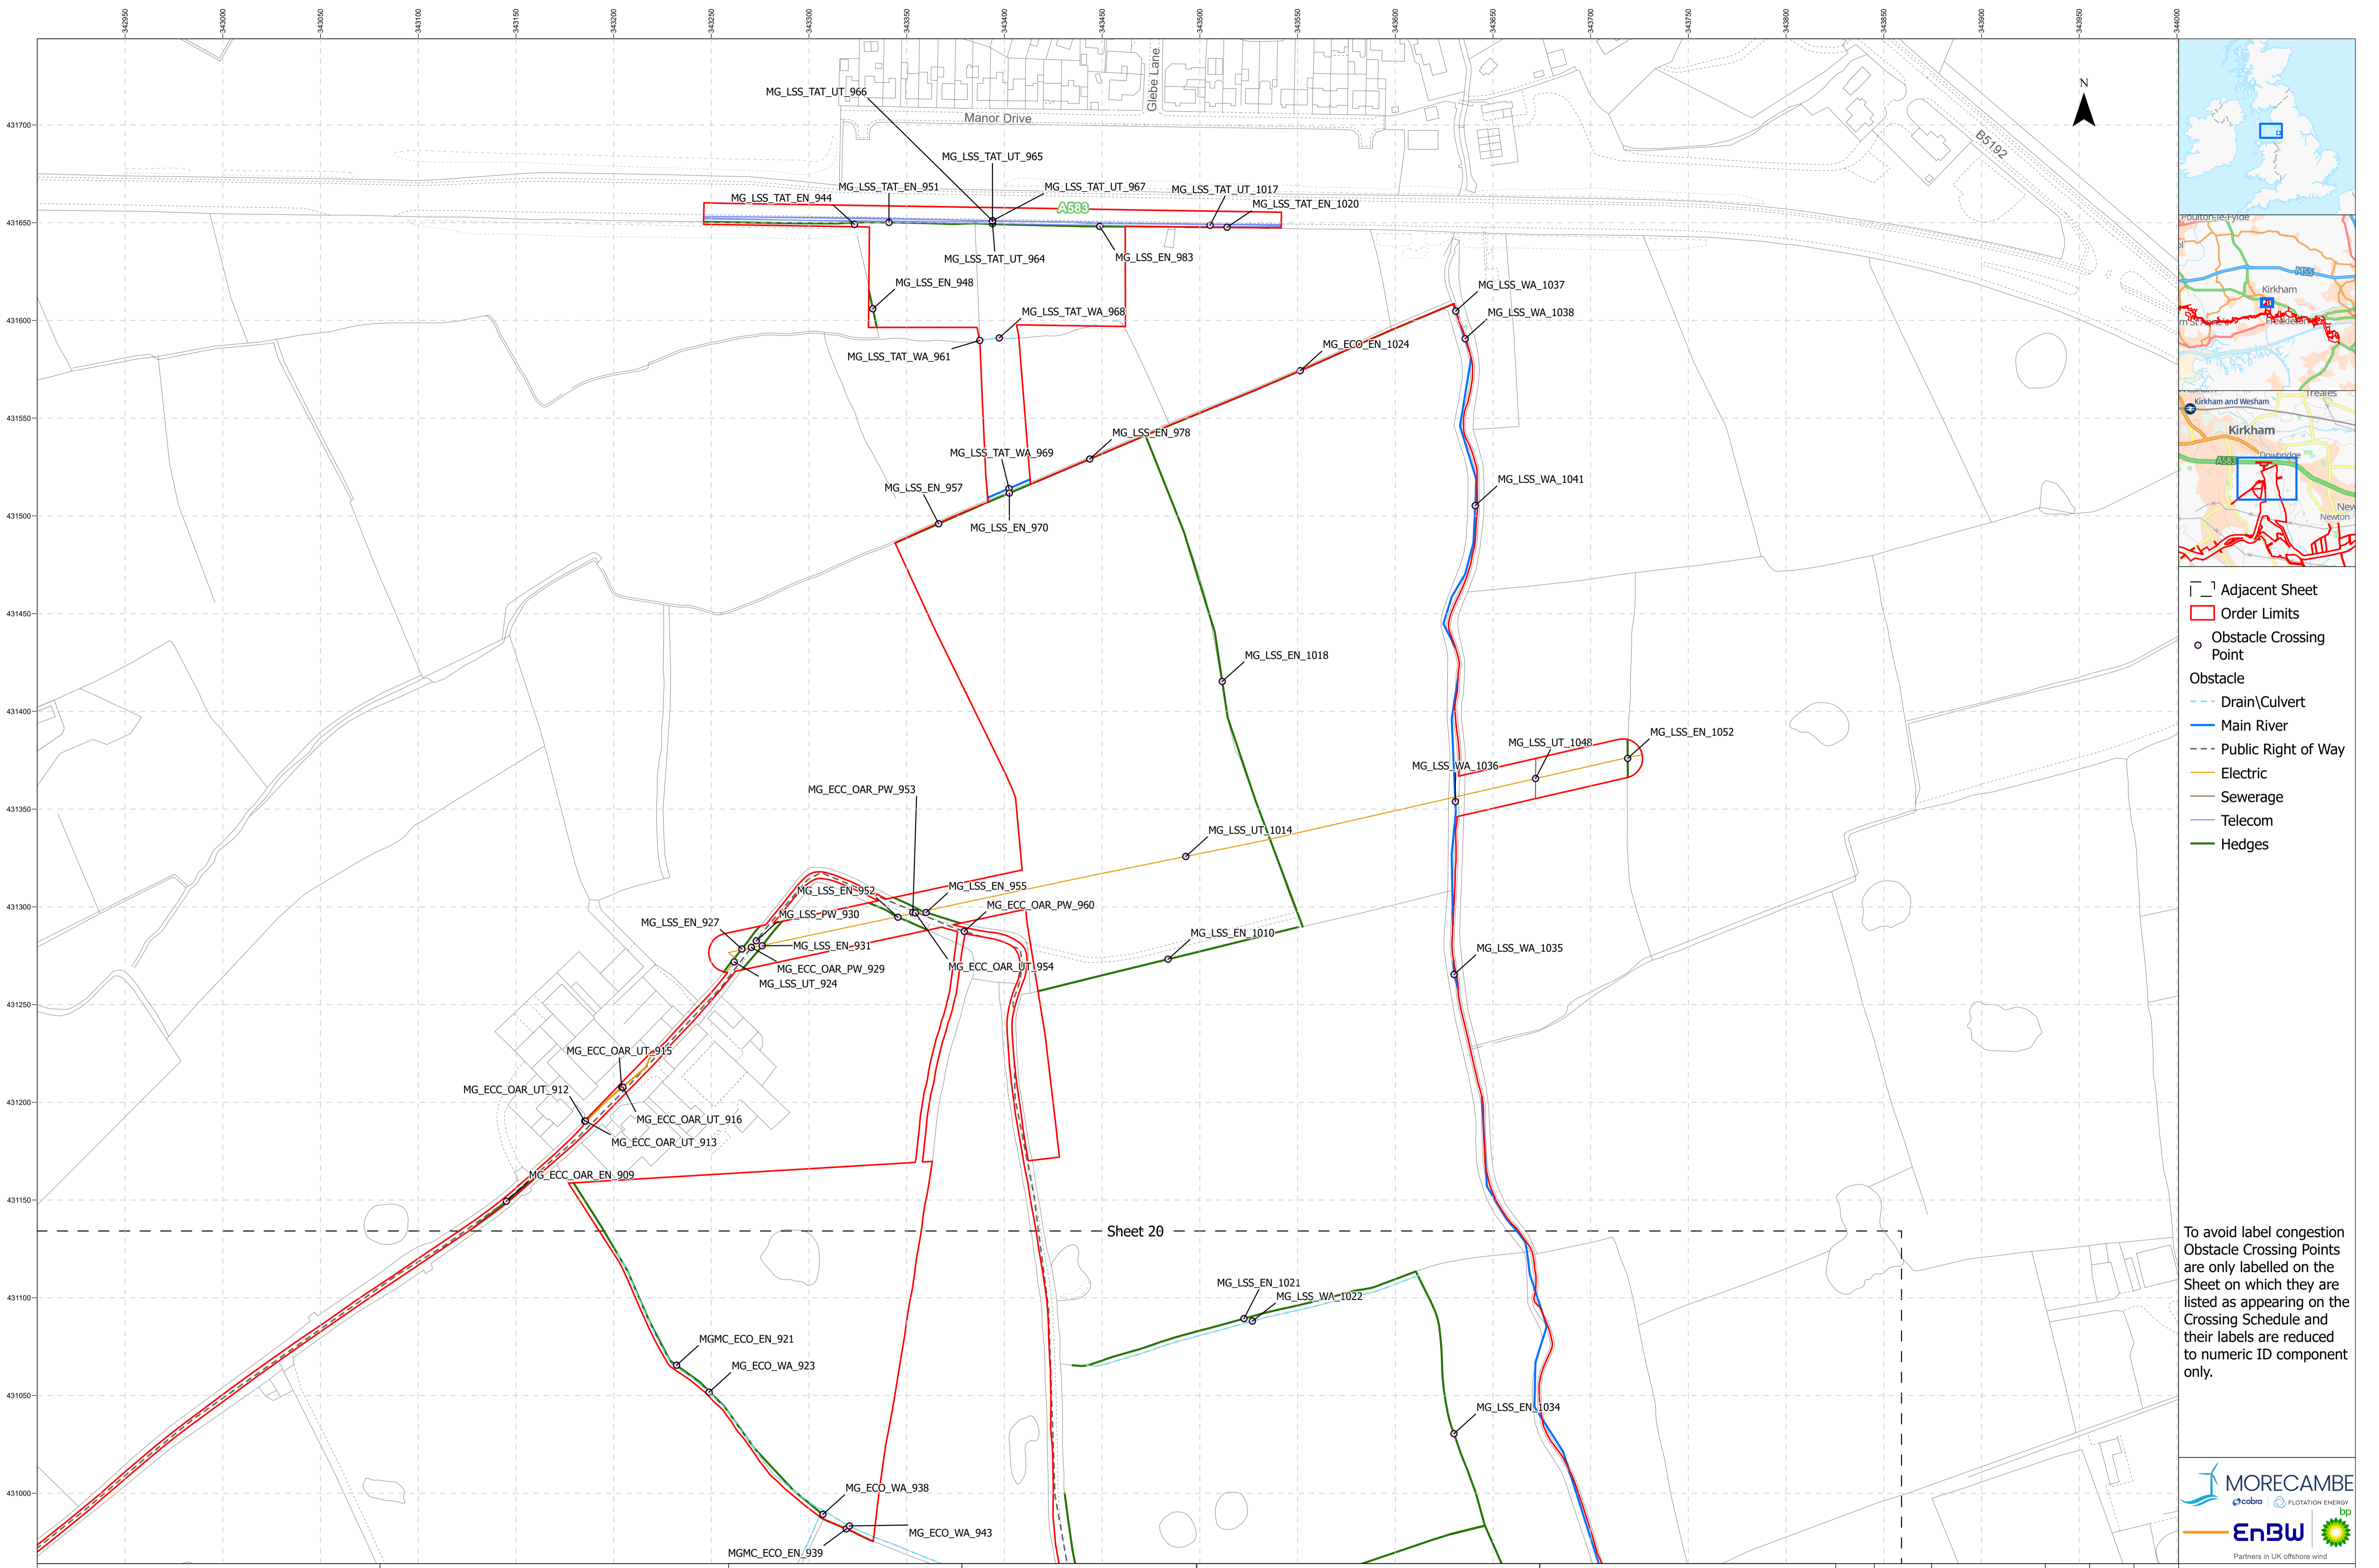 342950
343000
343050
343100
343150
343200
343250
343300
343350
343400
343450
343500
343550
343600
343650
343700
343750
343800
343850
343900
343950
344000
431700
431650
431600
431550
431500
431450
431400
431350
431300
431250
431200
431150
431100
431050
431000
N
Glebe Lane
Manor Drive
B5192
A583
MG_LSS_TAT_UT_966
MG_LSS_TAT_UT_965
MG_LSS_TAT_EN_951
MG_LSS_TAT_UT_967
MG_LSS_TAT_UT_1017
MG_LSS_TAT_EN_944
MG_LSS_TAT_EN_1020
MG_LSS_TAT_UT_964
MG_LSS_EN_983
MG_LSS_EN_948
MG_LSS_WA_1037
MG_LSS_TAT_WA_968
MG_LSS_WA_1038
MG_LSS_TAT_WA_961
MG_ECO_EN_1024
MG_LSS_EN_978
MG_LSS_TAT_WA_969
MG_LSS_EN_957
MG_LSS_WA_1041
MG_LSS_EN_970
MG_LSS_EN_1018
MG_LSS_EN_1052
MG_LSS_UT_1048
MG_LSS_WA_1036
MG_ECC_OAR_PW_953
MG_LSS_UT_1014
MG_LSS_EN_952
MG_LSS_EN_955
MG_ECC_OAR_PW_960
MG_LSS_PW_930
MG_LSS_EN_927
MG_LSS_EN_1010
MG_LSS_EN_931
MG_LSS_WA_1035
MG_ECC_OAR_UT_954
MG_ECC_OAR_PW_929
MG_LSS_UT_924
MG_ECC_OAR_UT_915
MG_ECC_OAR_UT_912
MG_ECC_OAR_UT_916
MG_ECC_OAR_UT_913
MG_ECC_OAR_EN_909
Sheet 20
MG_LSS_EN_1021
MG_LSS_WA_1022
MGMC_ECO_EN_921
MG_ECO_WA_923
MG_LSS_EN_1034
MG_ECO_WA_938
MG_ECO_WA_943
MGMC_ECO_EN_939
Poulton-le-Fylde
M55
Kirkham
Freckleton
Treales
Kirkham and Wesham
Kirkham
Dowbridge
A583
Newton
Adjacent Sheet
Order Limits
Obstacle Crossing
Point
Obstacle
Drain\Culvert
Main River
Public Right of Way
Electric
Sewerage
Telecom
Hedges
To avoid label congestion
Obstacle Crossing Points
are only labelled on the
Sheet on which they are
listed as appearing on the
Crossing Schedule and
their labels are reduced
to numeric ID component
only.
MORECAMBE
cobra
FLOTATION ENERGY
EnBW
bp
Partners in UK offshore wind